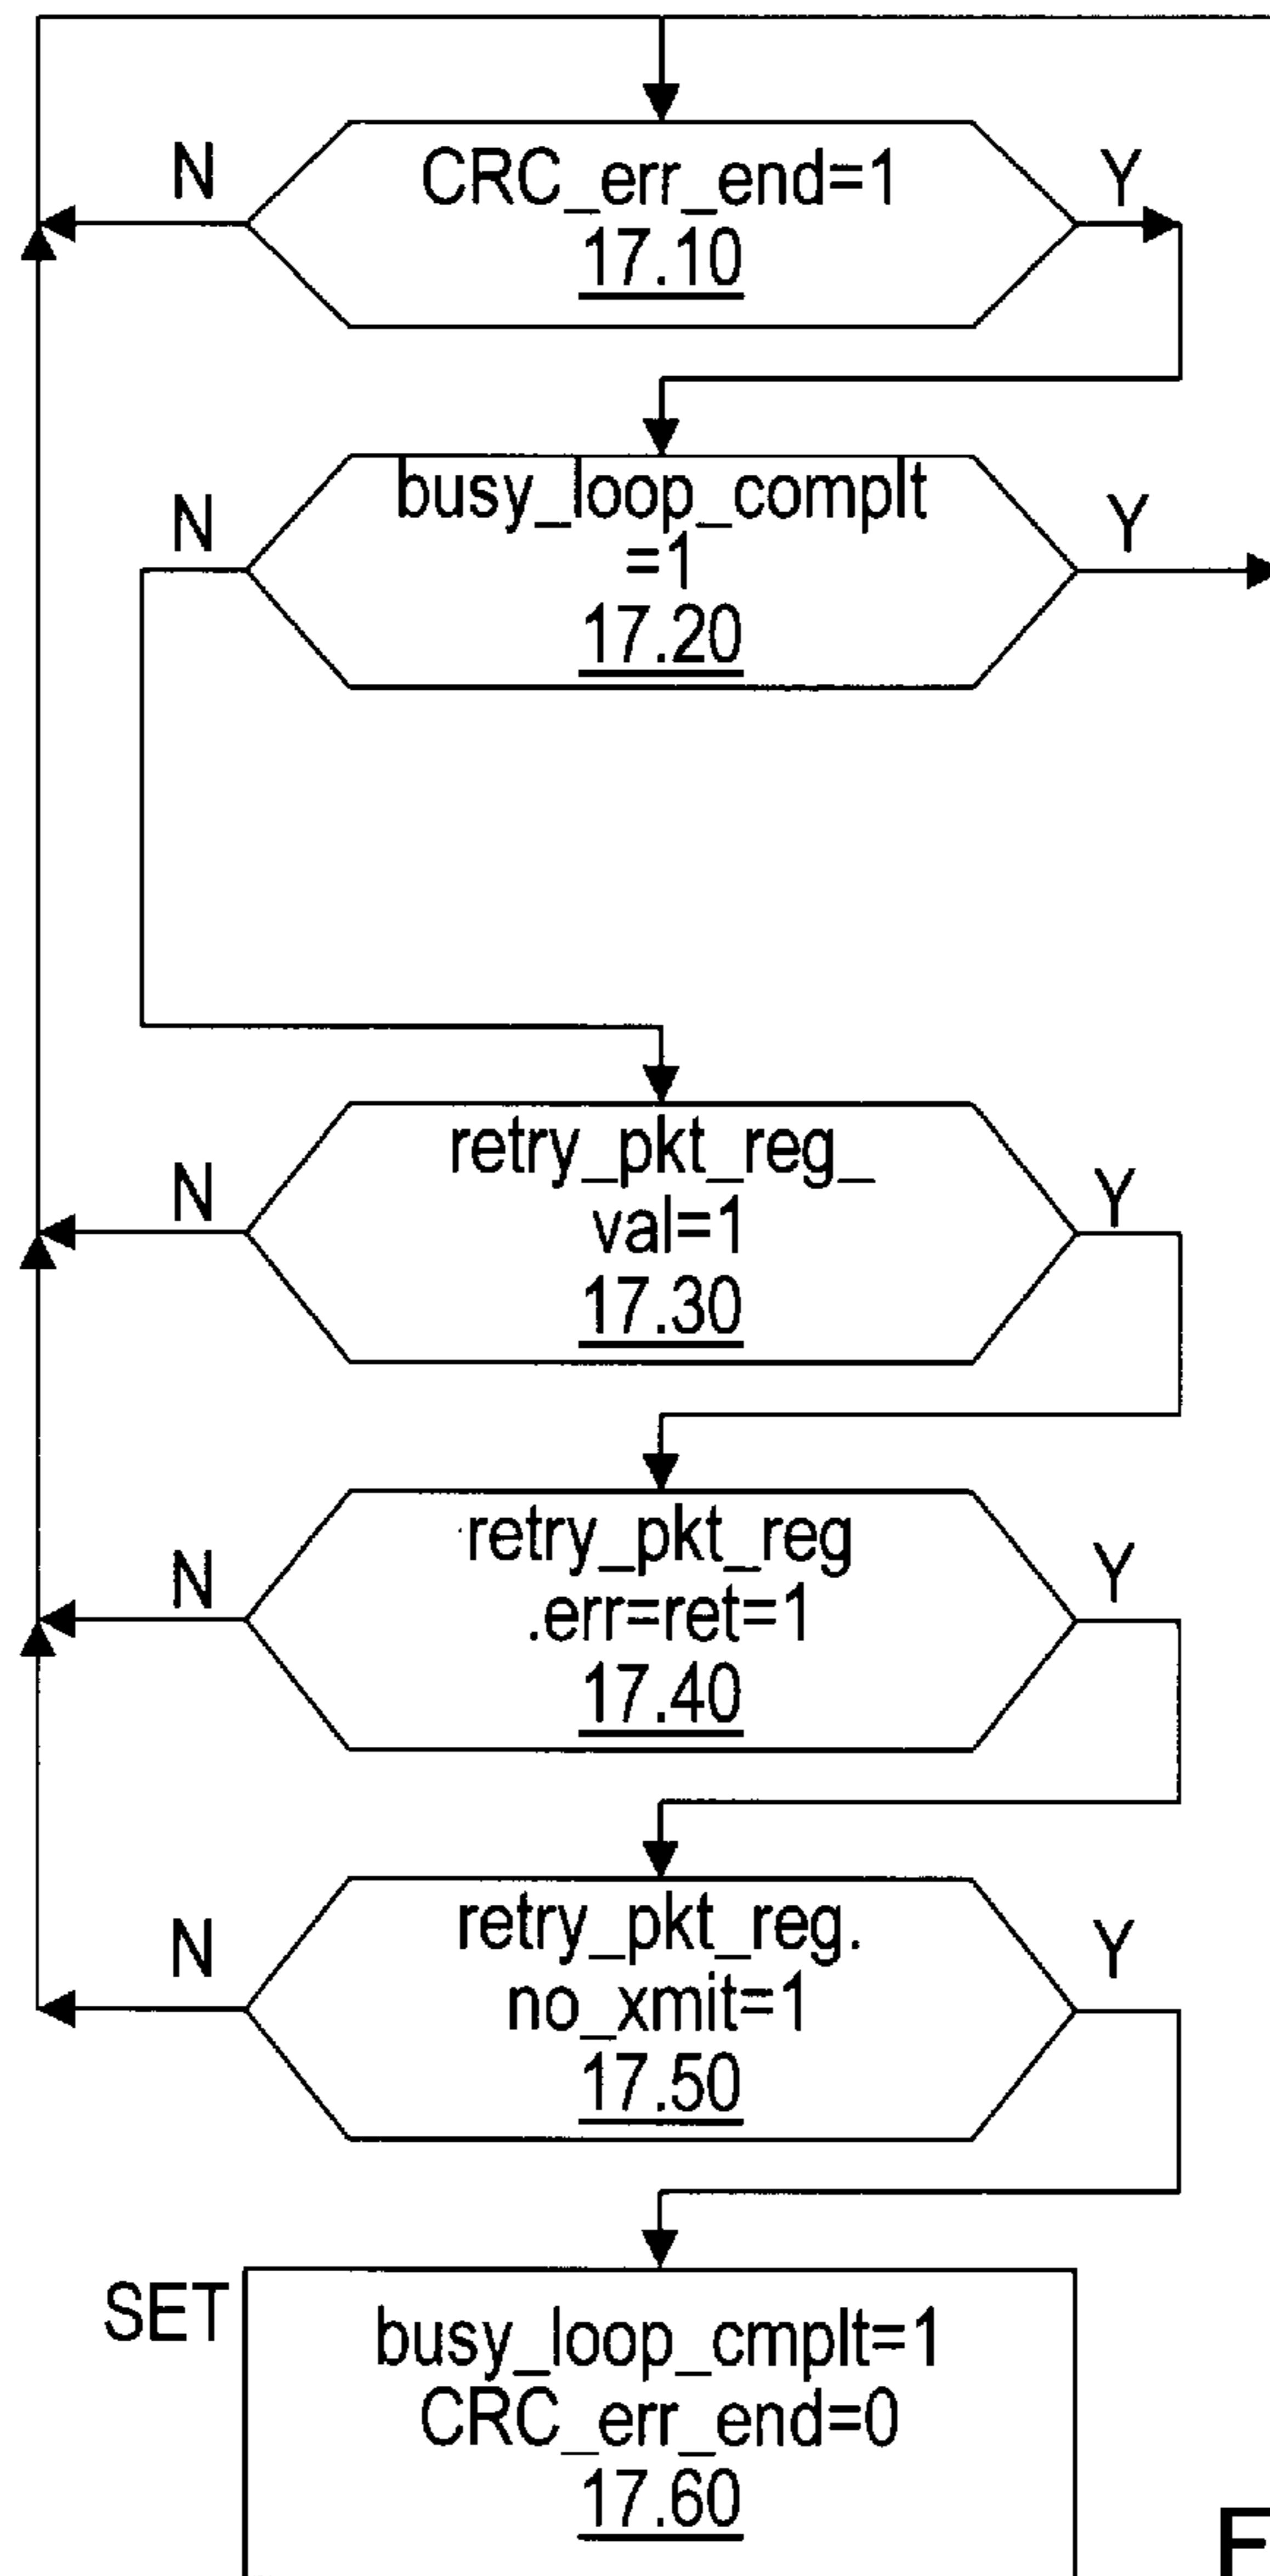 N
CRC_err_end=1
Y
17.10
N
busy_loop_complt
Y
=1
17.20
N
retry_pkt_reg_
Y
val=1
17.30
N
retry_pkt_reg
Y
.err=ret=1
17.40
N
retry_pkt_reg.
Y
no_xmit=1
17.50
SET
busy_loop_cmplt=1
CRC_err_end=0
17.60